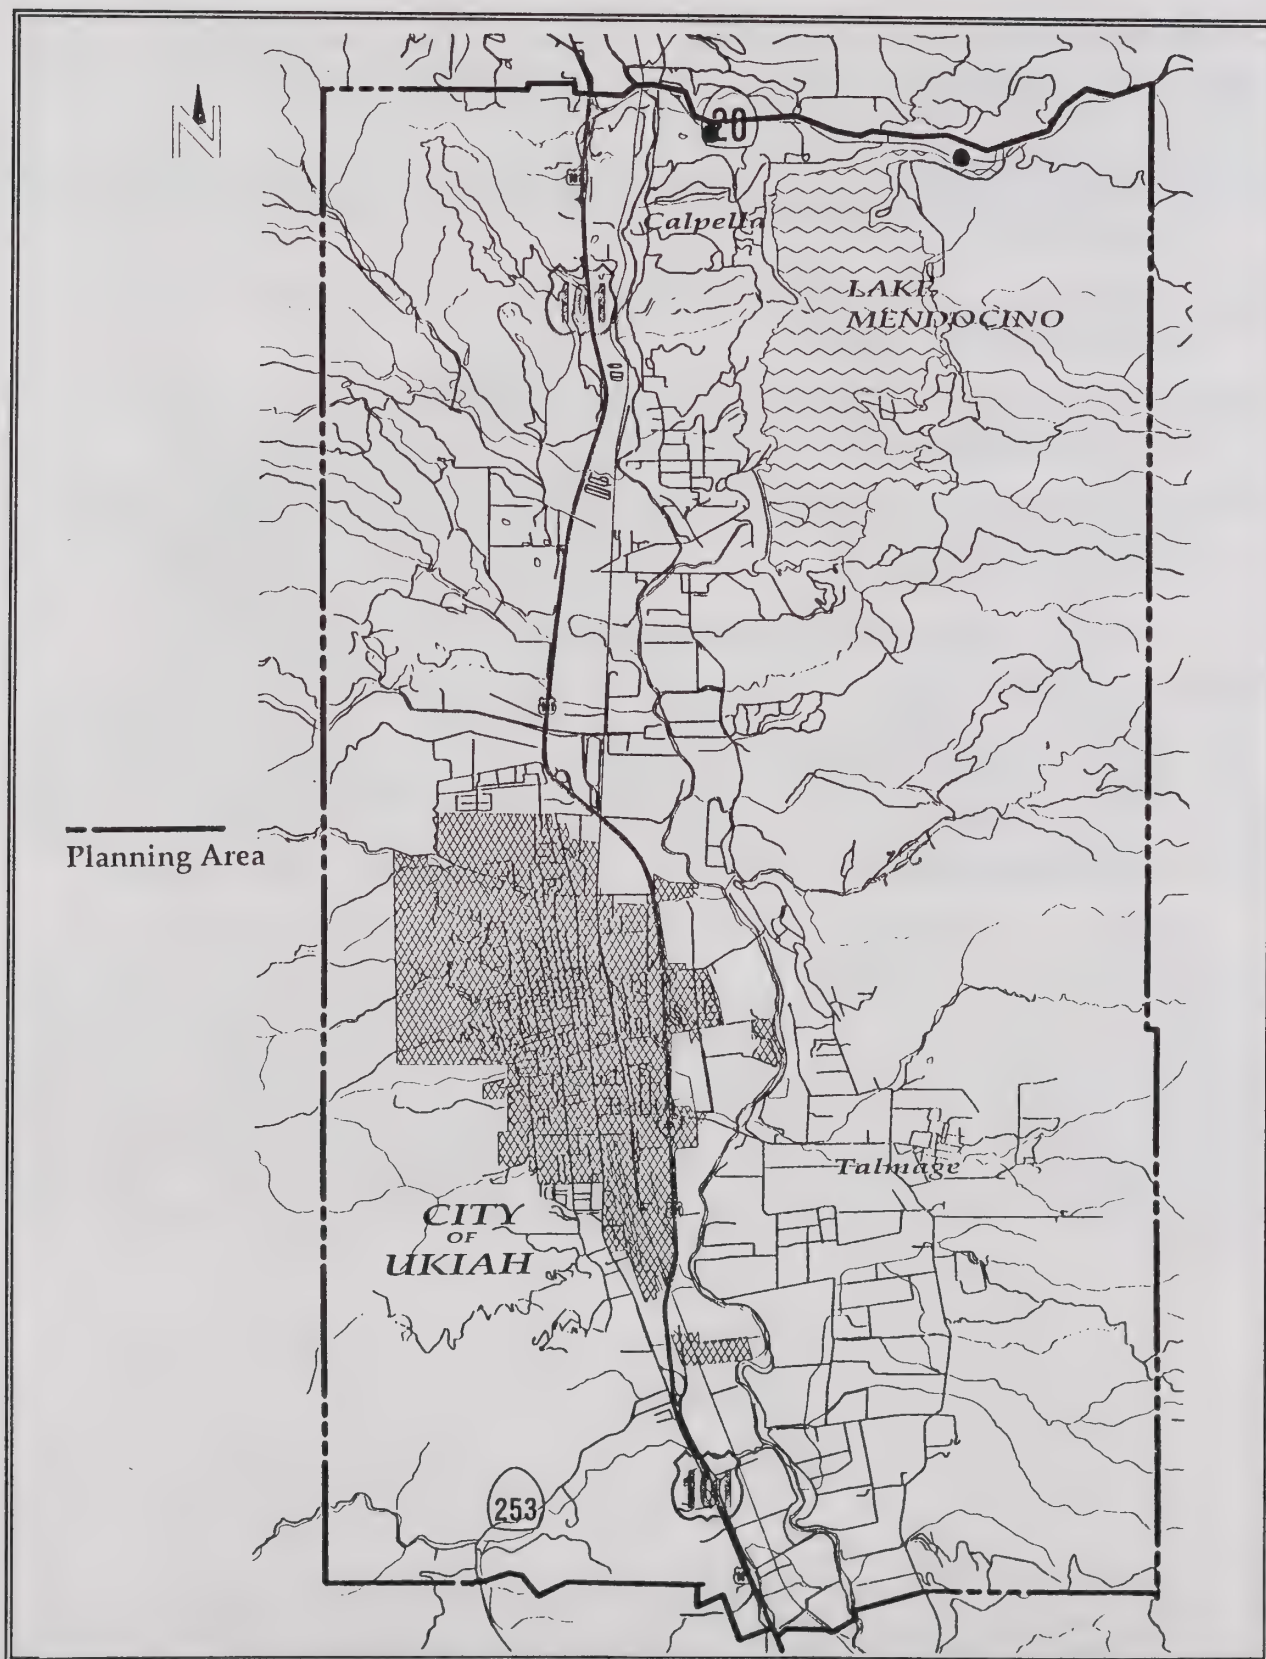 N
20
Calpella
101
LAKE
MENDOCINO
Planning Area
Talmage
CITY
OF
UKIAH
253
101